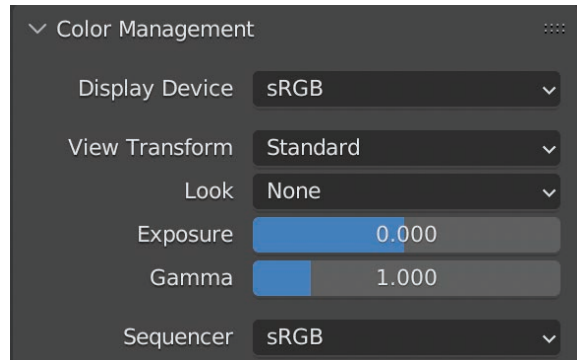 Color Management
Display Device sRGB
View Transform Standard
Look None
Exposure 0.000
Gamma 1.000
Sequencer sRGB